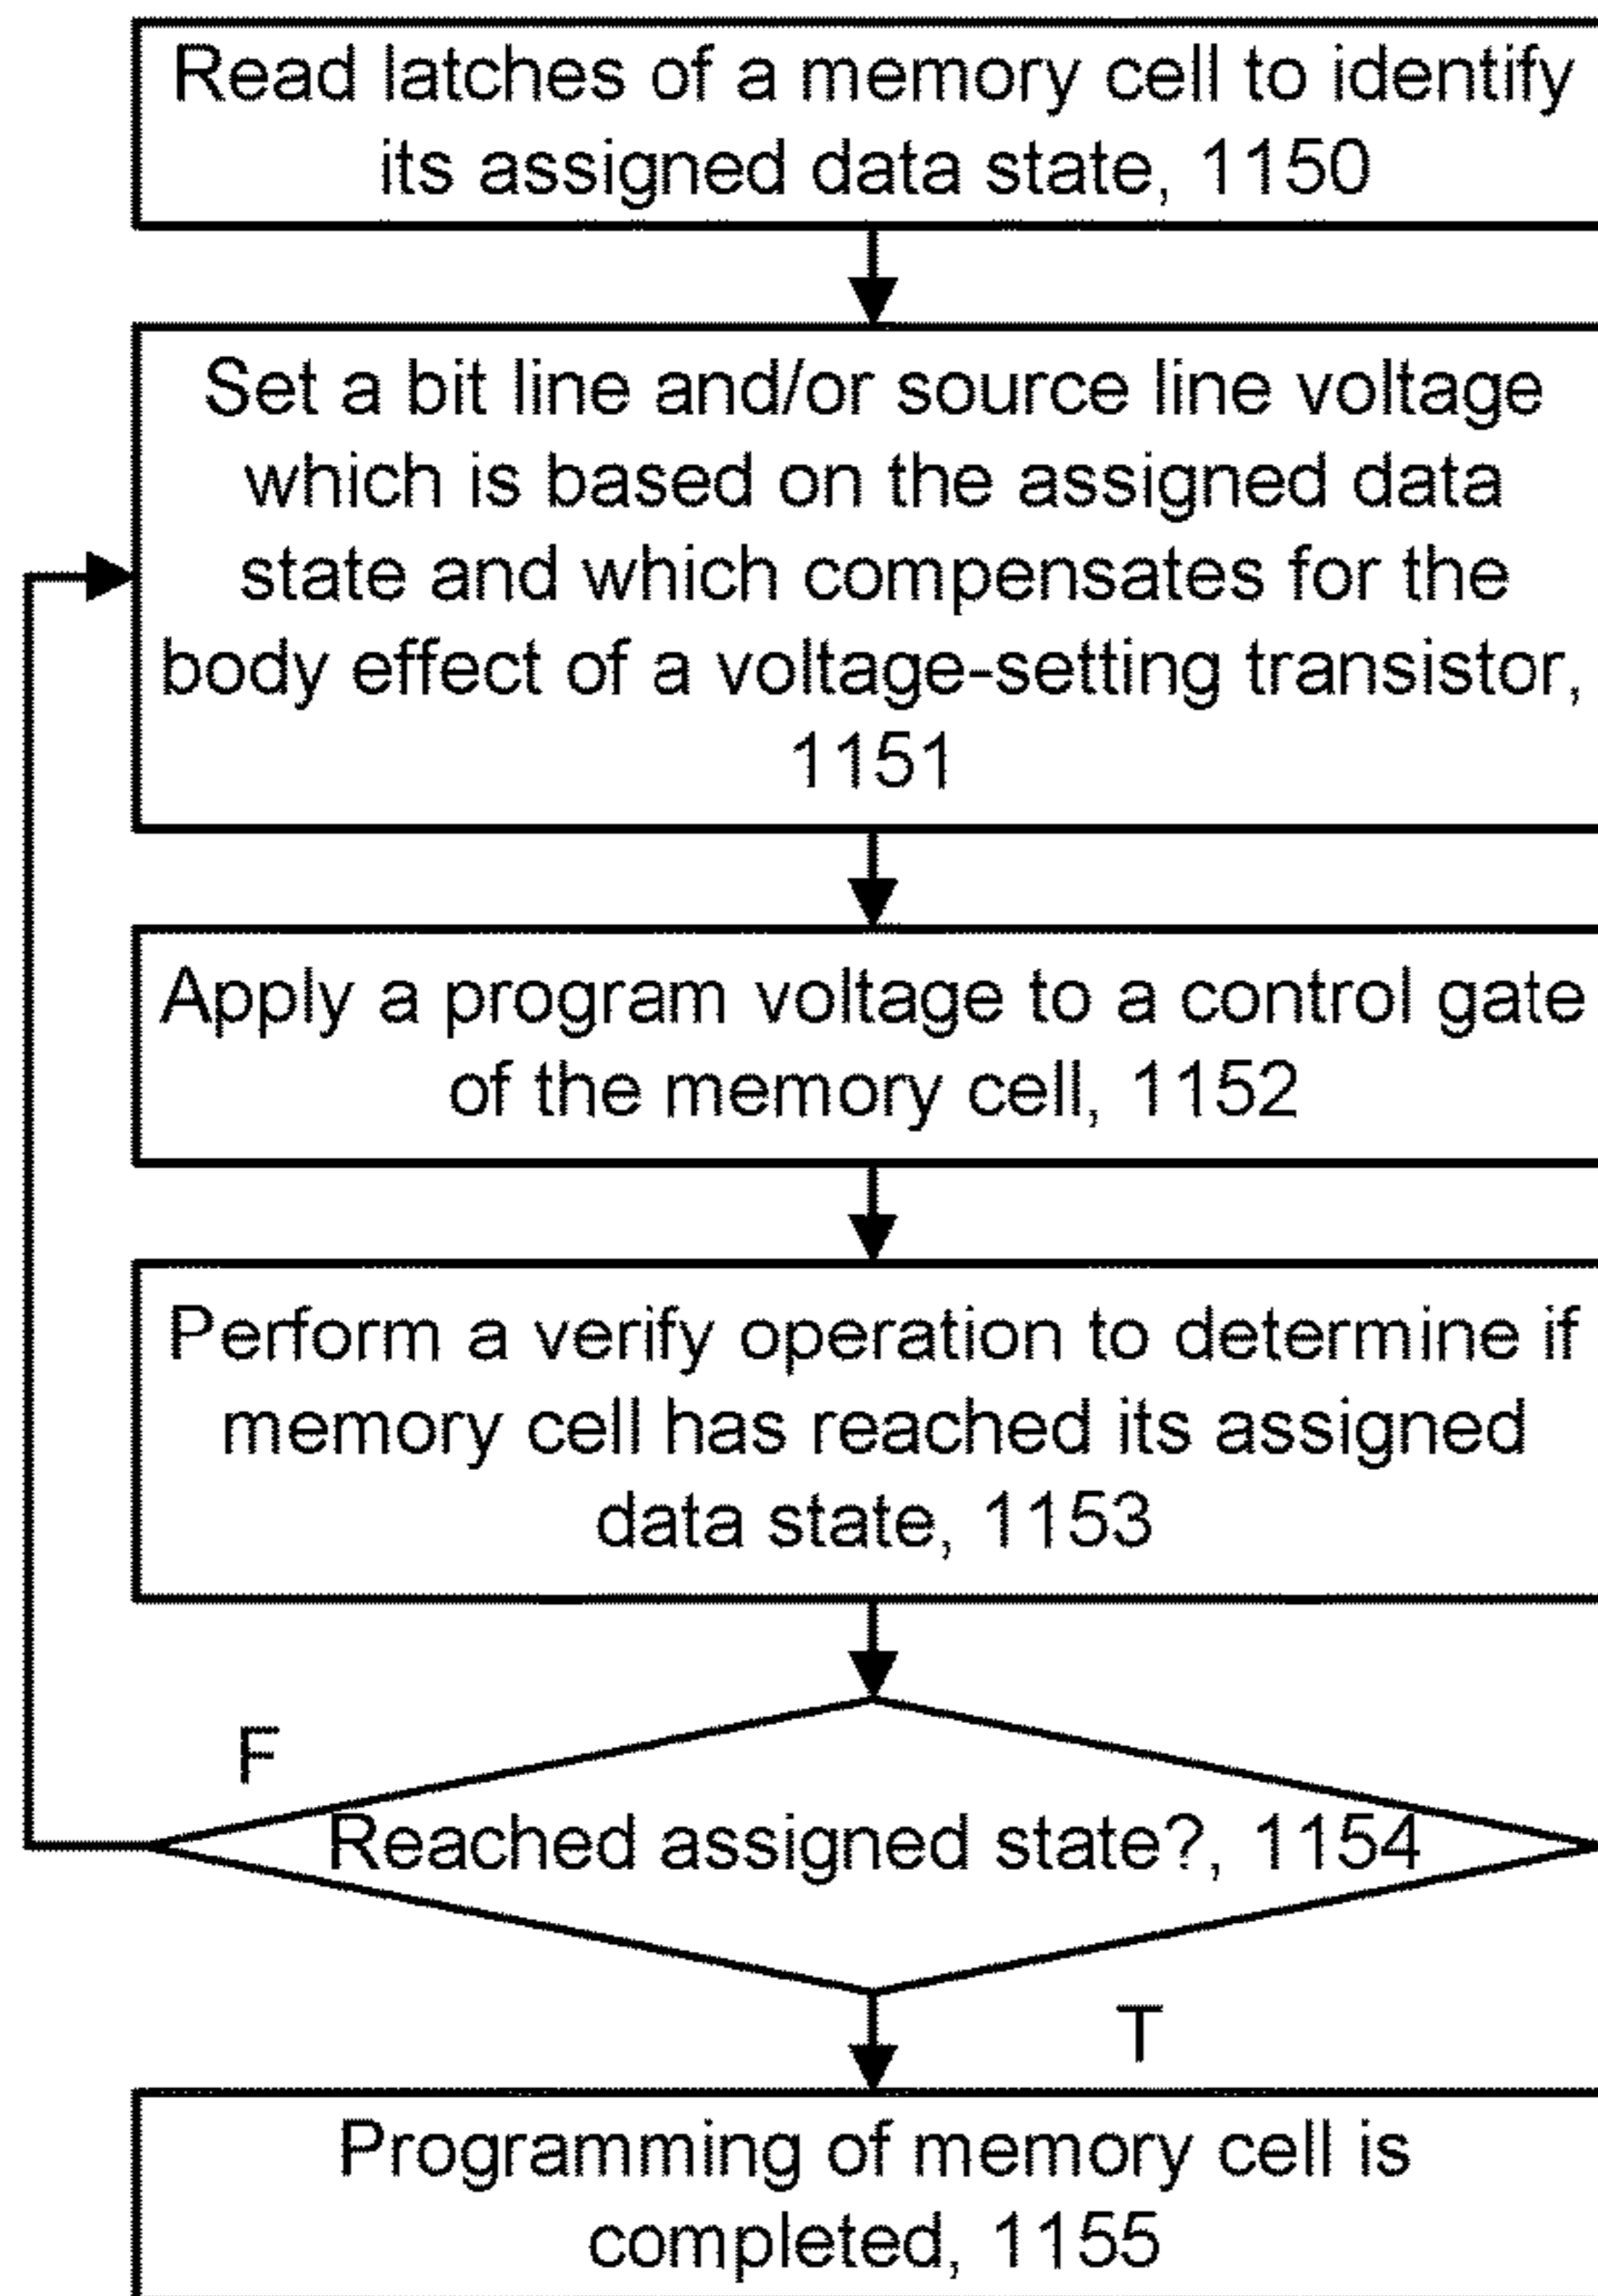 Read latches of a memory cell to identify
its assigned data state, 1150
Set a bit line and/or source line voltage
which is based on the assigned data
state and which compensates for the
body effect of a voltage-setting transistor,
1151
Apply a program voltage to a control gate
of the memory cell, 1152
Perform a verify operation to determine if
memory cell has reached its assigned
data state, 1153
F
Reached assigned state?, 1154
T
Programming of memory cell is
completed, 1155